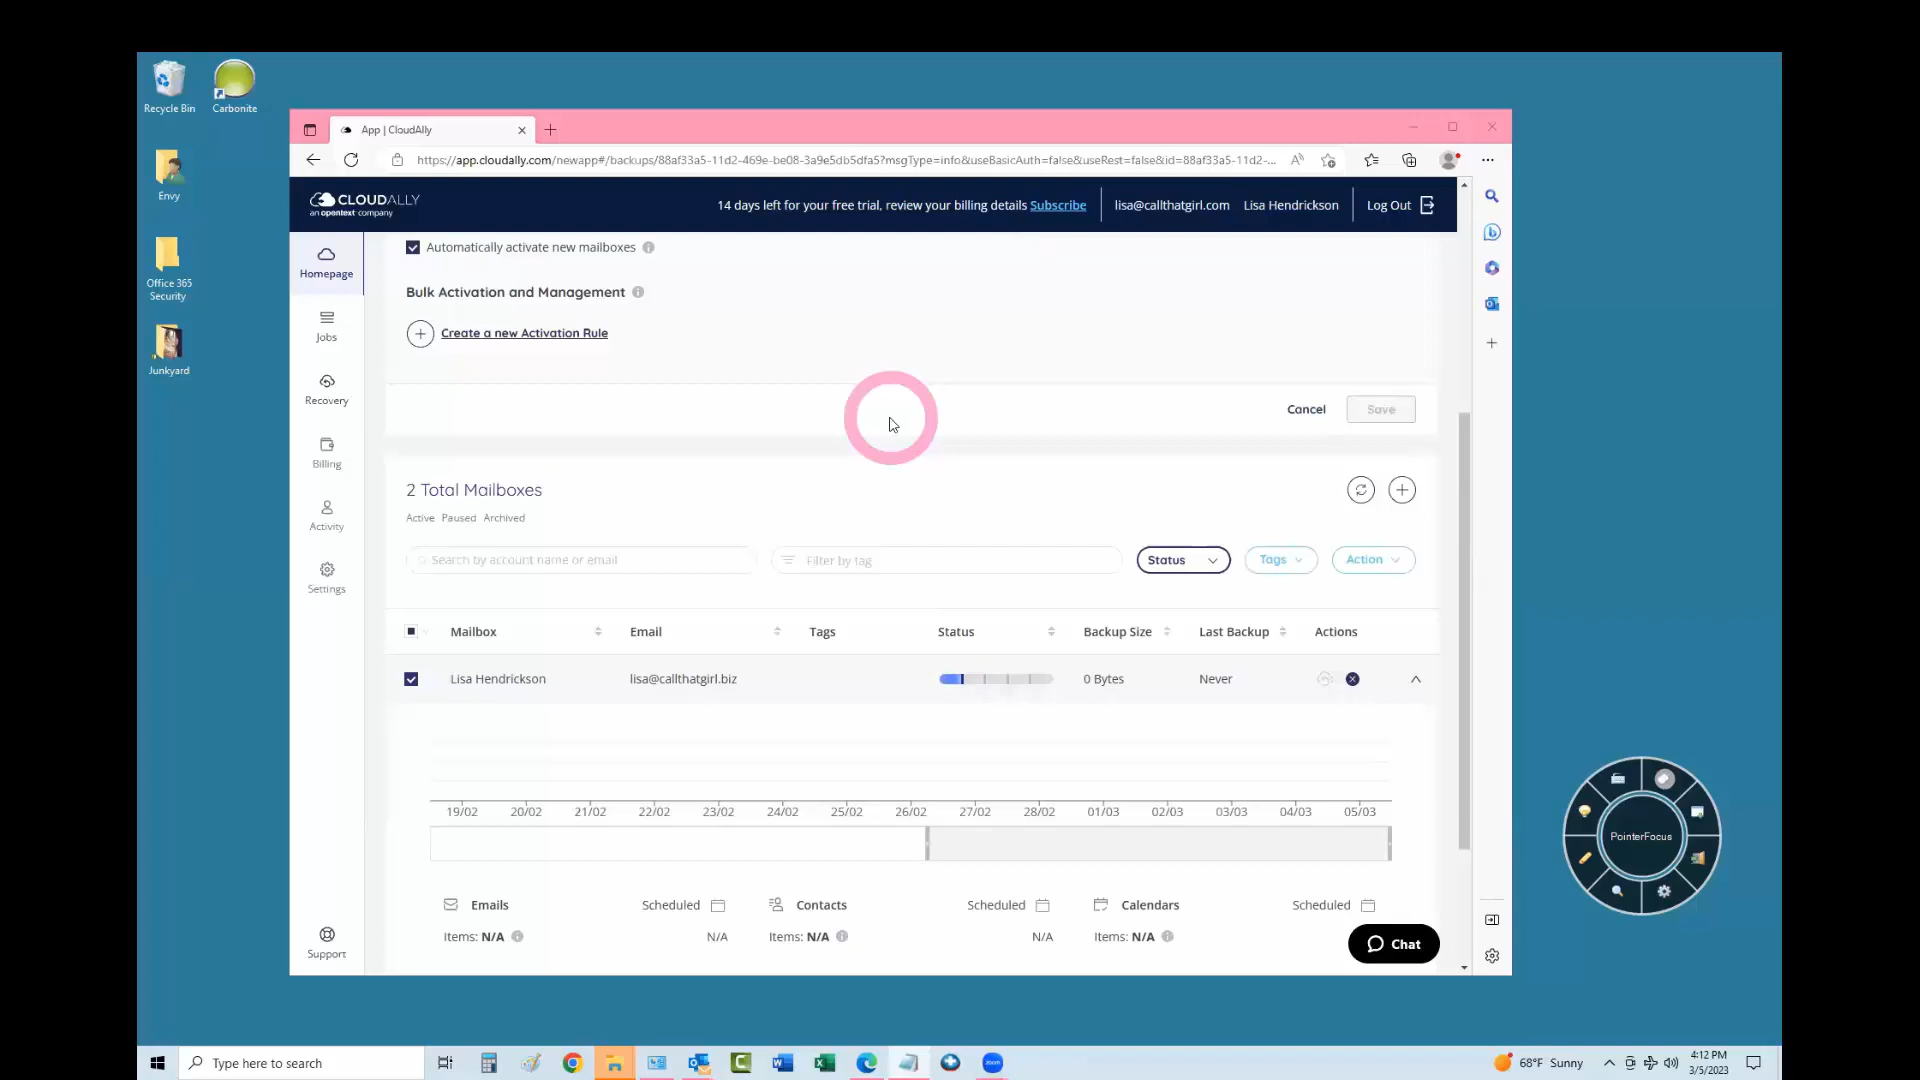 Recycle Bin
Carbonite
Envy
Office 365
Security
Junkyard
App | CloudAlly
https://app.cloudally.com/newapp#/backups/88af33a5-11d2-469e-be08-3a9e5db5dfa5?msgType=info&useBasicAuth=false&useRest=false&id=88af33a5-11d2-...
CLOUDALLY
an opentext company
14 days left for your free trial, review your billing details Subscribe
lisa@callthatgirl.com
Lisa Hendrickson
Log Out
Homepage
Jobs
Recovery
Billing
Activity
Settings
Support
Automatically activate new mailboxes
Bulk Activation and Management
Create a new Activation Rule
Cancel
Save
2 Total Mailboxes
Active Paused Archived
Search by account name or email
Filter by tag
Status
Tags
Action
Mailbox Email Tags Status Backup Size Last Backup Actions
Lisa Hendrickson lisa@callthatgirl.biz 0 Bytes Never
19/02 20/02 21/02 22/02 23/02 24/02 25/02 26/02 27/02 28/02 01/03 02/03 03/03 04/03 05/03
Emails Scheduled Contacts Scheduled Calendars Scheduled
Items: N/A N/A Items: N/A N/A Items: N/A
Chat
PointerFocus
Type here to search
zoom
68°F Sunny
4:12 PM
3/5/2023